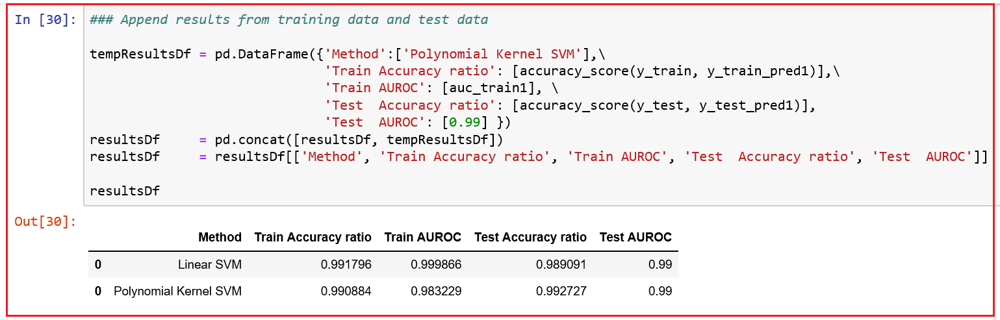 In [30]: ### Append results from training data and test data
tempResultsDf = pd.DataFrame({'Method':['Polynomial Kernel SVM'],\
'Train Accuracy ratio': [accuracy_score(y_train, y_train_pred1)],\
'Train AUROC': [auc_train1], \
'Test  Accuracy ratio': [accuracy_score(y_test, y_test_pred1)],
'Test  AUROC': [0.99] })
resultsDf     = pd.concat([resultsDf, tempResultsDf])
resultsDf     = resultsDf[['Method', 'Train Accuracy ratio', 'Train AUROC', 'Test  Accuracy ratio', 'Test  AUROC']]
resultsDf
Out[30]:
Method Train Accuracy ratio Train AUROC Test Accuracy ratio Test AUROC
0 Linear SVM 0.991796 0.999866 0.989091 0.99
0 Polynomial Kernel SVM 0.990884 0.983229 0.992727 0.99